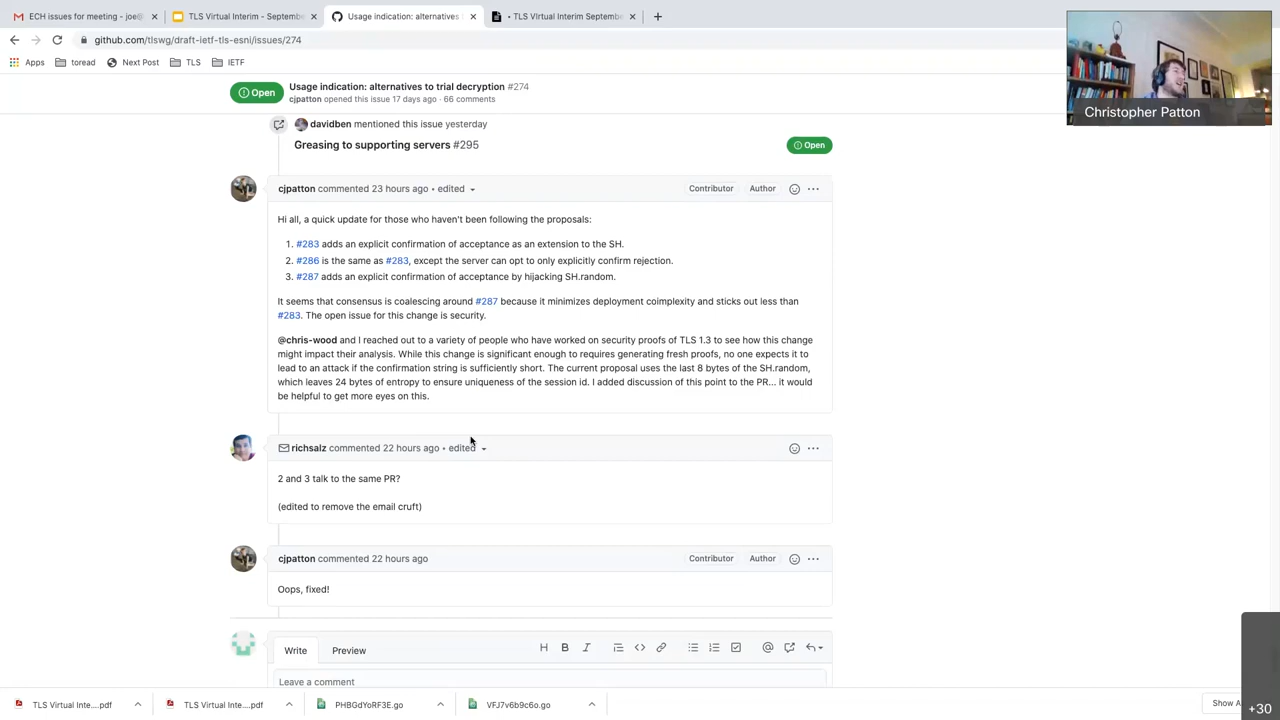 ECH issues for meeting - joe@
TLS Virtual Interim - Septembe
Usage indication: alternatives
• TLS VIrtual Interim Septembe
github.com/tlswg/draft-ietf-tls-esni/issues/274
Apps
toread
Next Post
TLS
IETF
Christopher Patton
Open
Usage indication: alternatives to trial decryption #274
cjpatton opened this issue 17 days ago · 66 comments
davidben mentioned this issue yesterday
Greasing to supporting servers #295
Open
cjpatton commented 23 hours ago • edited
Contributor
Author
Hi all, a quick update for those who haven't been following the proposals:
1. #283 adds an explicit confirmation of acceptance as an extension to the SH.
2. #286 is the same as #283, except the server can opt to only explicitly confirm rejection.
3. #287 adds an explicit confirmation of acceptance by hijacking SH.random.
It seems that consensus is coalescing around #287 because it minimizes deployment coimplexity and sticks out less than
#283. The open issue for this change is security.
@chris-wood and I reached out to a variety of people who have worked on security proofs of TLS 1.3 to see how this change
might impact their analysis. While this change is significant enough to requires generating fresh proofs, no one expects it to
lead to an attack if the confirmation string is sufficiently short. The current proposal uses the last 8 bytes of the SH.random,
which leaves 24 bytes of entropy to ensure uniqueness of the session id. I added discussion of this point to the PR... it would
be helpful to get more eyes on this.
richsalz commented 22 hours ago • edited
2 and 3 talk to the same PR?
(edited to remove the email cruft)
cjpatton commented 22 hours ago
Contributor
Author
Oops, fixed!
Write
Preview
H B I
Leave a comment
TLS Virtual Inte....pdf
TLS Virtual Inte....pdf
PHBGdYoRF3E.go
VFJ7v6b9c6o.go
Show A
+30